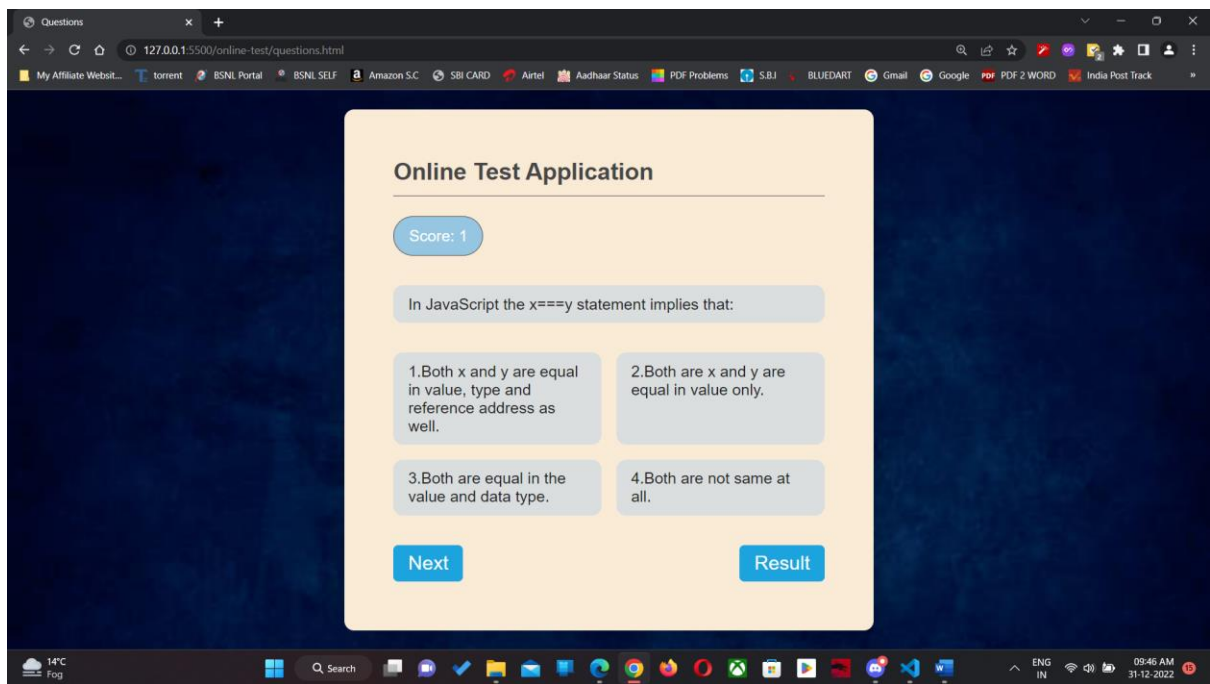 Questions
127.0.0.1:5500/online-test/questions.html
My Affiliate Websit... torrent BSNL Portal BSNL SELF Amazon S.C SBI CARD Airtel Aadhaar Status PDF Problems S.B.I BLUEDART Gmail Google PDF 2 WORD India Post Track »
Online Test Application
Score: 1
In JavaScript the x===y statement implies that:
1.Both x and y are equal
in value, type and
reference address as
well.
2.Both are x and y are
equal in value only.
3.Both are equal in the
value and data type.
4.Both are not same at
all.
Next Result
14°C
Fog
Search
ENG
IN
09:46 AM
31-12-2022
15